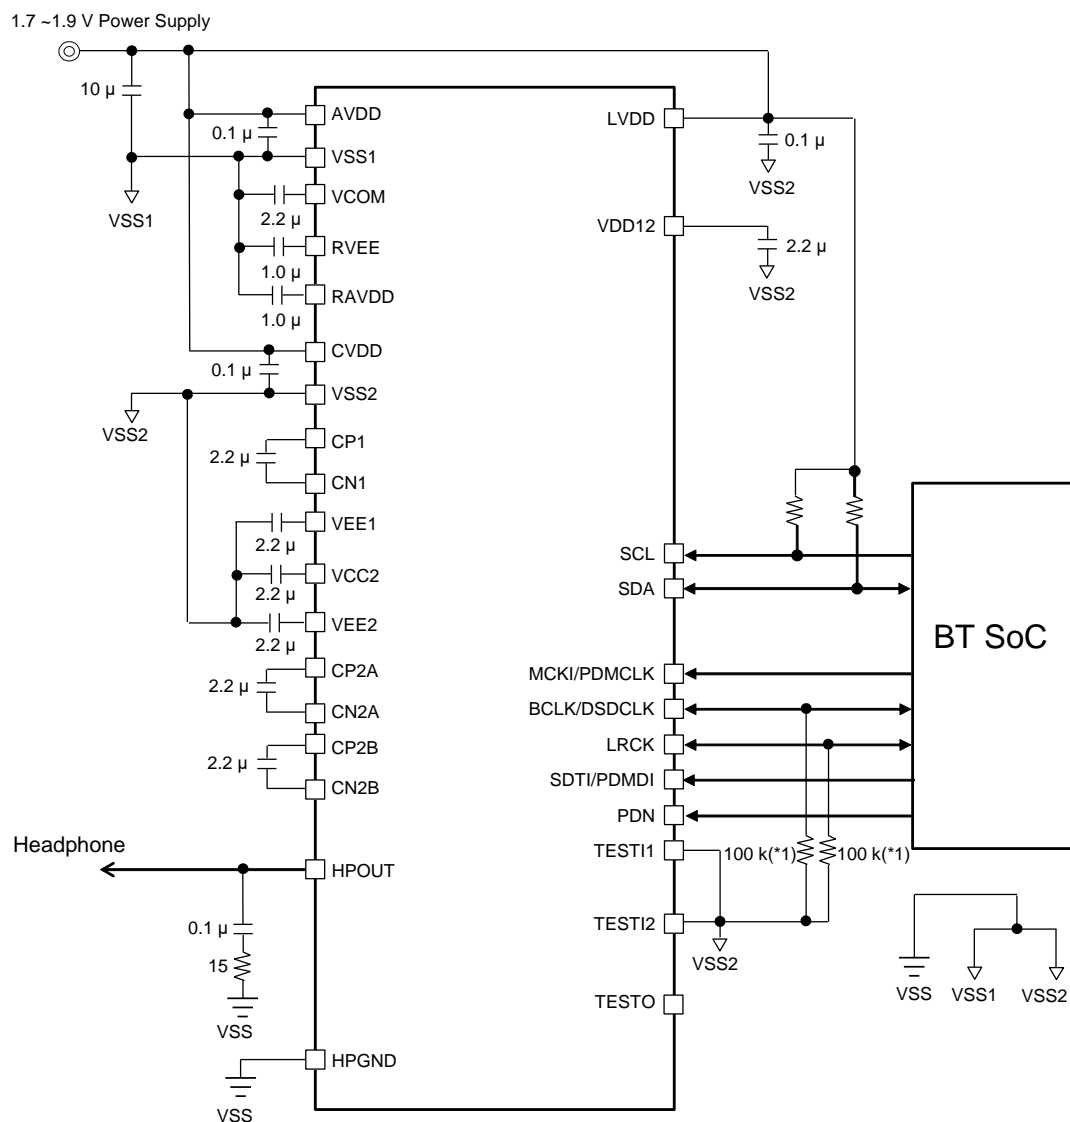 1.7 ~1.9 V Power Supply
10 µ
AVDD
0.1 µ
VSS1
VSS1
VCOM
2.2 µ
RVEE
1.0 µ
RAVDD
1.0 µ
CVDD
0.1 µ
VSS2
VSS2
CP1
2.2 µ
CN1
VEE1
2.2 µ
VCC2
2.2 µ
VEE2
2.2 µ
CP2A
2.2 µ
CN2A
CP2B
2.2 µ
CN2B
Headphone
HPOUT
0.1 µ
15
VSS
HPGND
VSS
LVDD
0.1 µ
VSS2
VDD12
2.2 µ
VSS2
SCL
SDA
BT SoC
MCKI/PDMCLK
BCLK/DSDCLK
LRCK
SDTI/PDMDI
PDN
TESTI1
100 k(*1)
100 k(*1)
TESTI2
VSS2
TESTO
VSS
VSS1
VSS2